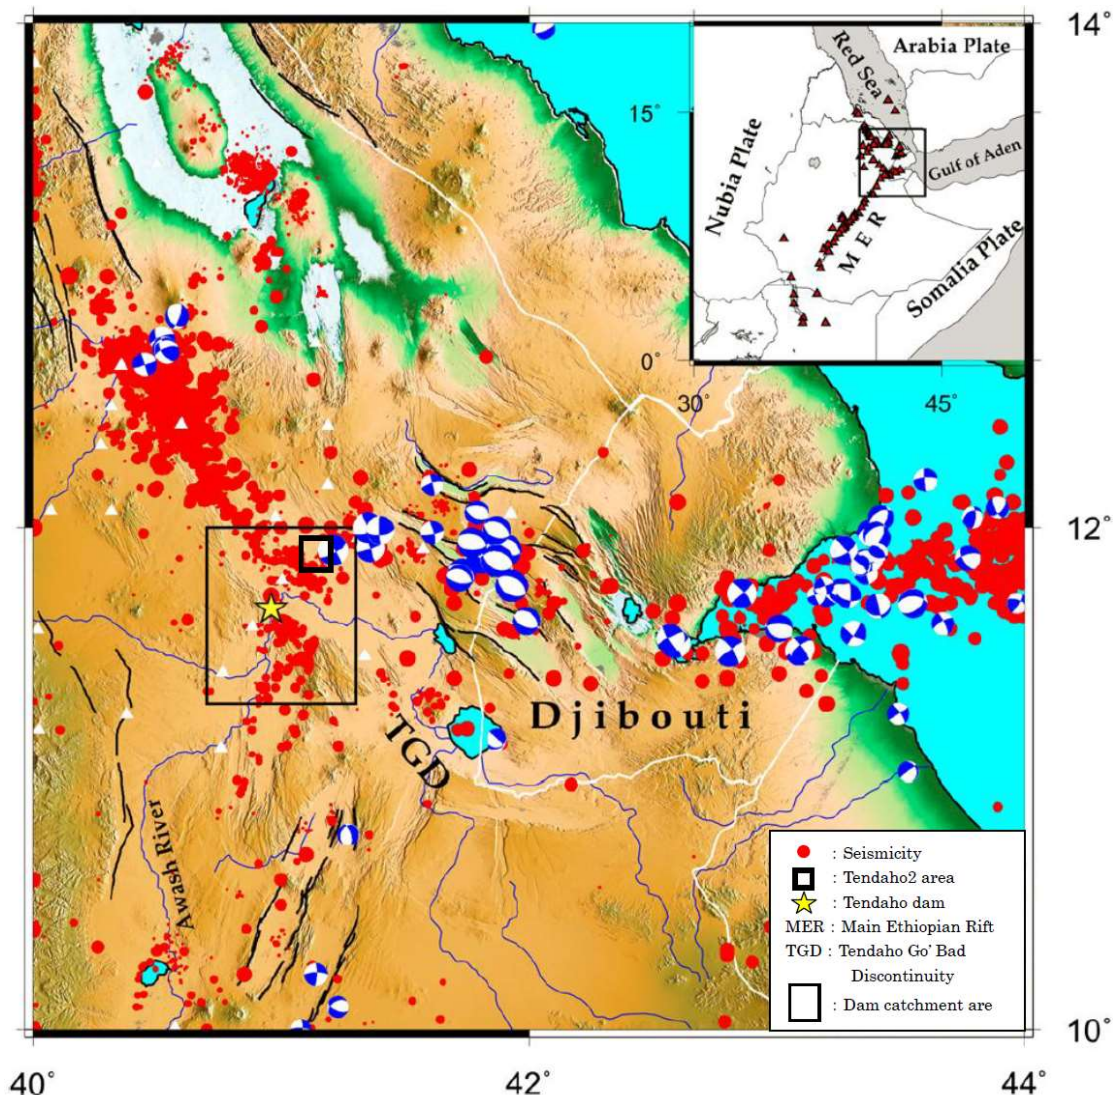 14°
Arabia Plate
Red Sea
15°
Nubia Plate
Gulf of Aden
MER
Somalia Plate
0°
30°
45°
12°
Djibouti
TGD
Awash River
: Seismicity
: Tendaho2 area
: Tendaho dam
MER : Main Ethiopian Rift
TGD : Tendaho Go' Bad
Discontinuity
: Dam catchment are
10°
40°
42°
44°